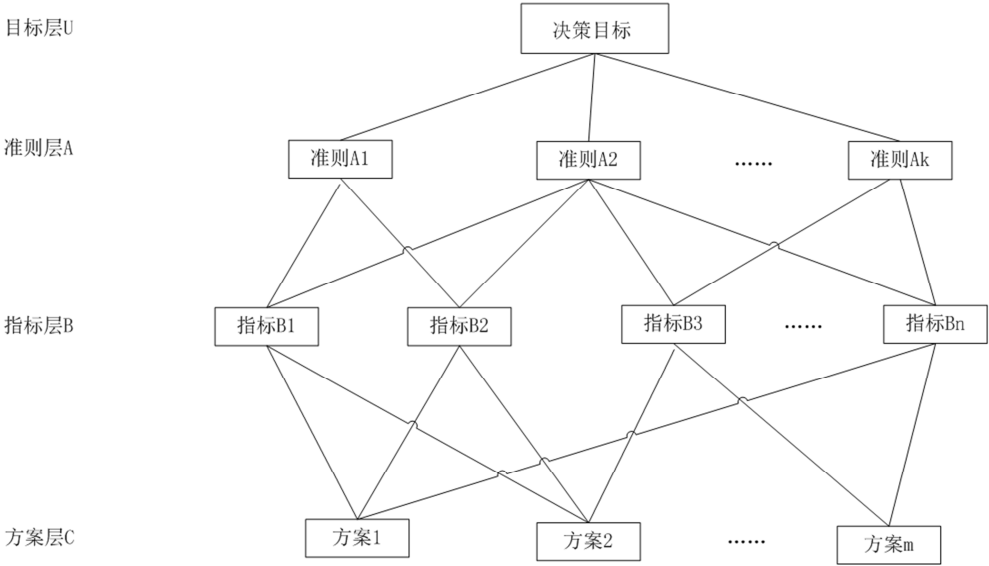 目标层U
决策目标
准则层A
准则A1
准则A2
……
准则Ak
指标层B
指标B1
指标B2
指标B3
……
指标Bn
方案层C
方案1
方案2
……
方案m